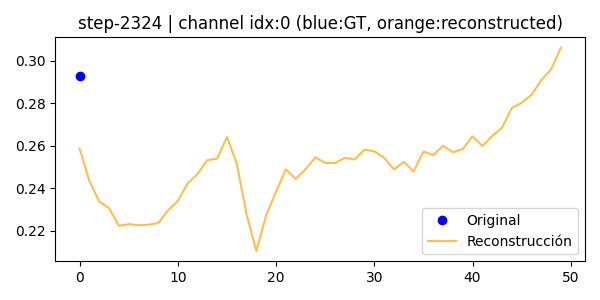 step-2324 | channel idx:0 (blue:GT, orange:reconstructed)
0.30
0.28
0.26
0.24
0.22
0 10 20 30 40 50
Original
Reconstrucción